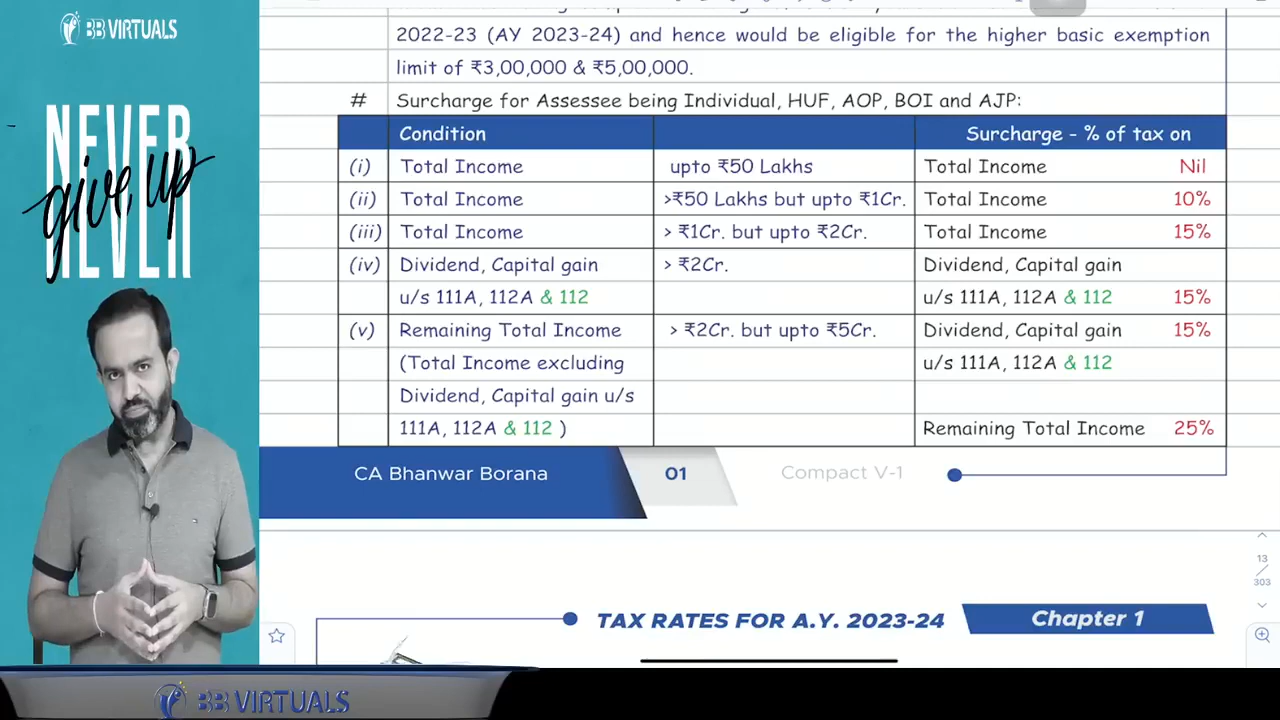 BB VIRTUALS
NEVER
give up
NEVER
2022-23 (AY 2023-24) and hence would be eligible for the higher basic exemption
limit of ₹3,00,000 & ₹5,00,000.
# Surcharge for Assessee being Individual, HUF, AOP, BOI and AJP:
Condition Surcharge - % of tax on
(i) Total Income upto ₹50 Lakhs Total Income Nil
(ii) Total Income >₹50 Lakhs but upto ₹1Cr. Total Income 10%
(iii) Total Income > ₹1Cr. but upto ₹2Cr. Total Income 15%
(iv) Dividend, Capital gain > ₹2Cr. Dividend, Capital gain
u/s 111A, 112A & 112 u/s 111A, 112A & 112 15%
(v) Remaining Total Income > ₹2Cr. but upto ₹5Cr. Dividend, Capital gain 15%
(Total Income excluding u/s 111A, 112A & 112
Dividend, Capital gain u/s
111A, 112A & 112 ) Remaining Total Income 25%
CA Bhanwar Borana 01 Compact V-1
13
/
303
TAX RATES FOR A.Y. 2023-24 Chapter 1
BB VIRTUALS